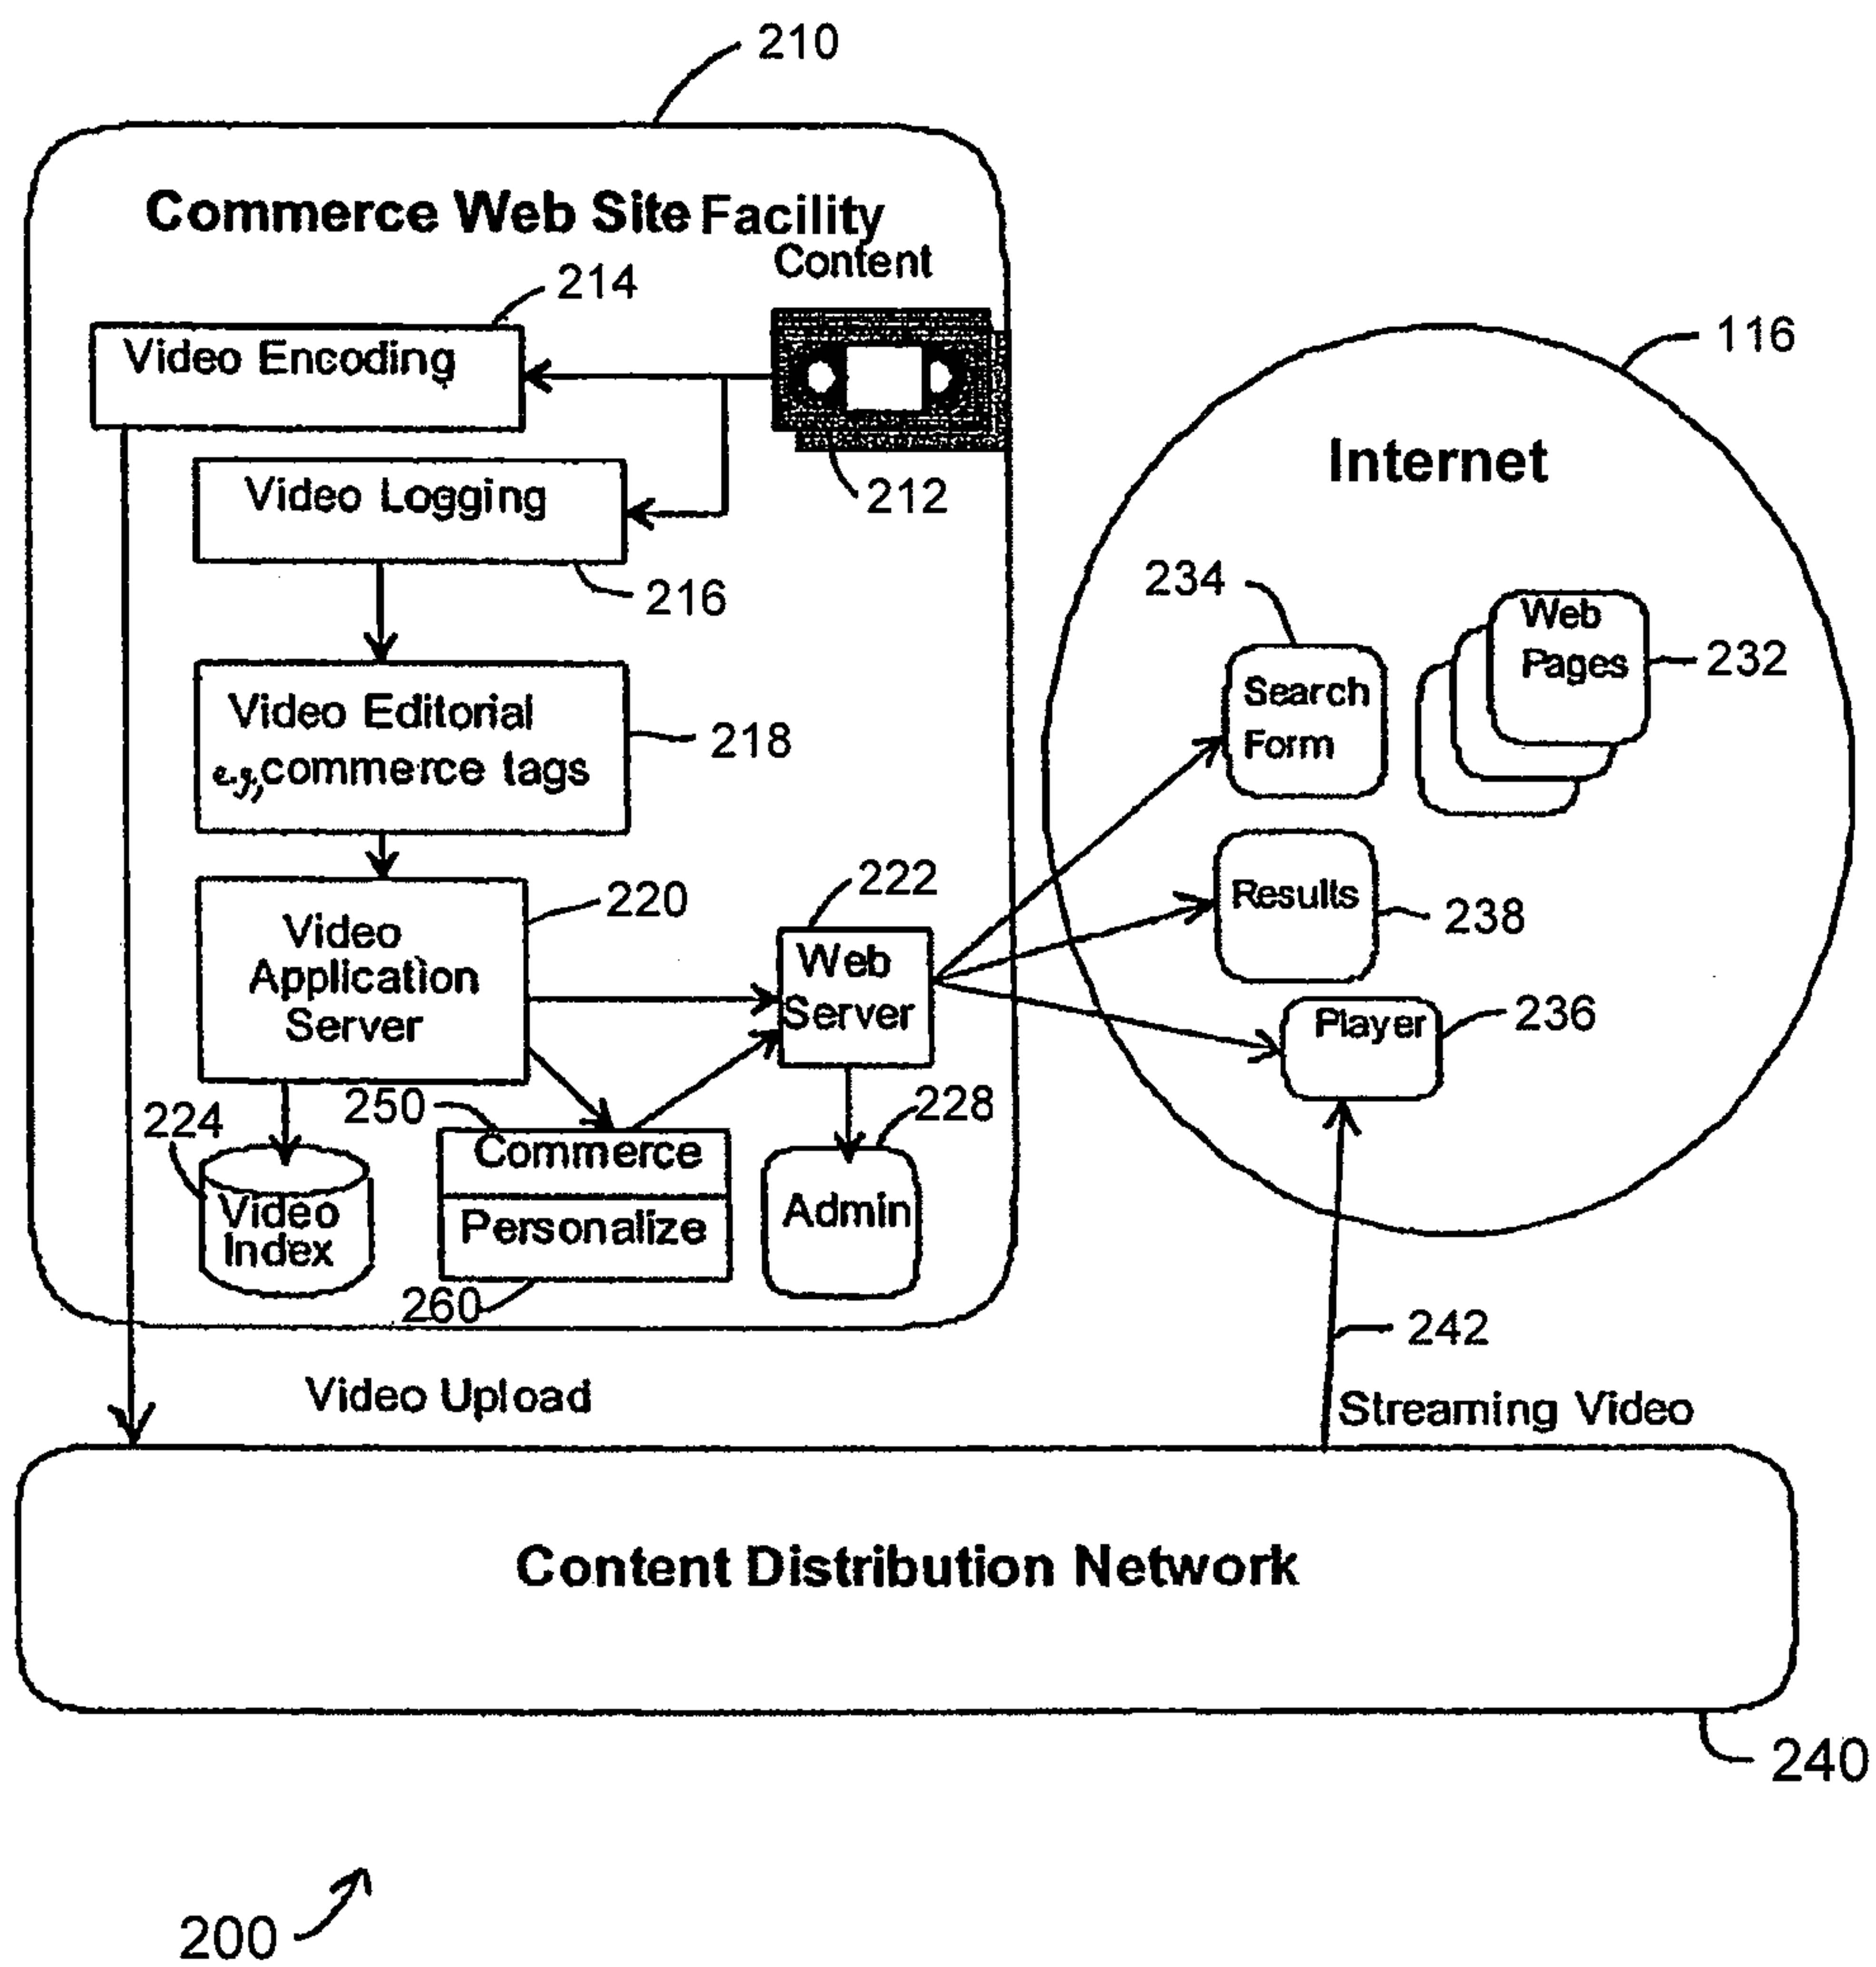 210
Commerce Web Site Facility
Content
214
Video Encoding
212
Video Logging
216
Video Editorial
e.g., commerce tags
218
Video
Application
Server
220
222
Web
Server
224
Video
Index
250
Commerce
Personalize
260
228
Admin
116
Internet
234
Search
Form
Web
Pages
232
Results
238
Player
236
242
Video Upload
Streaming Video
Content Distribution Network
240
200